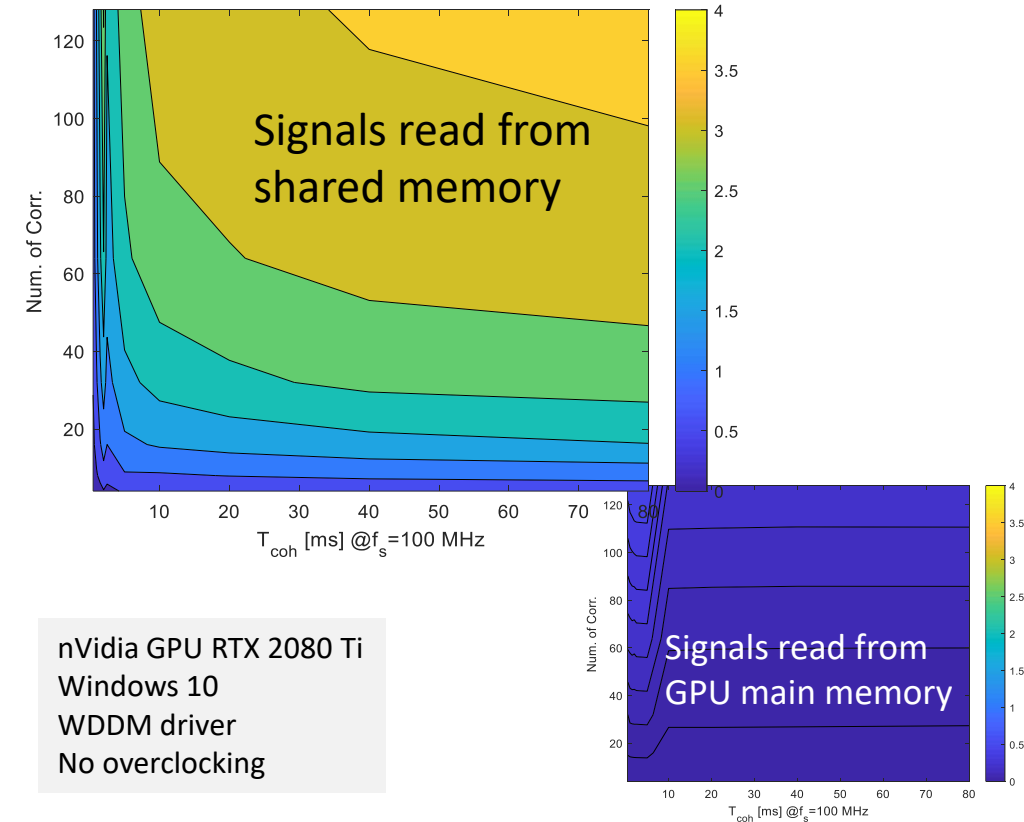 4
120
3.5
100
Signals read from
shared memory
3
80
2.5
Num. of Corr.
2
60
1.5
40
1
20
0.5
0
10 20 30 40 50 60 70 80
T_coh [ms] @f_s=100 MHz
4
120
3.5
100
3
80
2.5
Num. of Corr.
60
Signals read from
GPU main memory
2
1.5
40
1
20
0.5
0
10 20 30 40 50 60 70 80
T_coh [ms] @f_s=100 MHz
nVidia GPU RTX 2080 Ti
Windows 10
WDDM driver
No overclocking